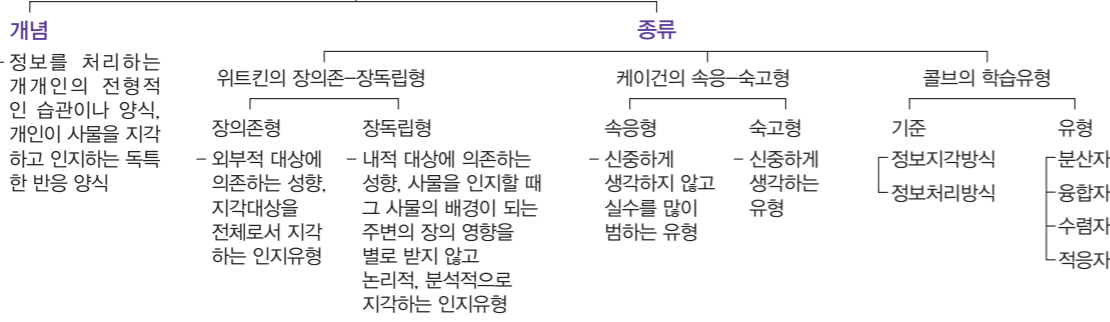 개념
- 정보를 처리하는
개개인의 전형적
인 습관이나 양식,
개인이 사물을 지각
하고 인지하는 독특
한 반응 양식
종류
위트킨의 장의존–장독립형
장의존형
- 외부적 대상에
의존하는 성향,
지각대상을
전체로서 지각
하는 인지유형
장독립형
- 내적 대상에 의존하는
성향, 사물을 인지할 때
그 사물의 배경이 되는
주변의 장의 영향을
별로 받지 않고
논리적, 분석적으로
지각하는 인지유형
케이건의 속응–숙고형
속응형
- 신중하게
생각하지 않고
실수를 많이
범하는 유형
숙고형
- 신중하게
생각하는
유형
콜브의 학습유형
기준
정보지각방식
정보처리방식
유형
분산자
융합자
수렴자
적응자